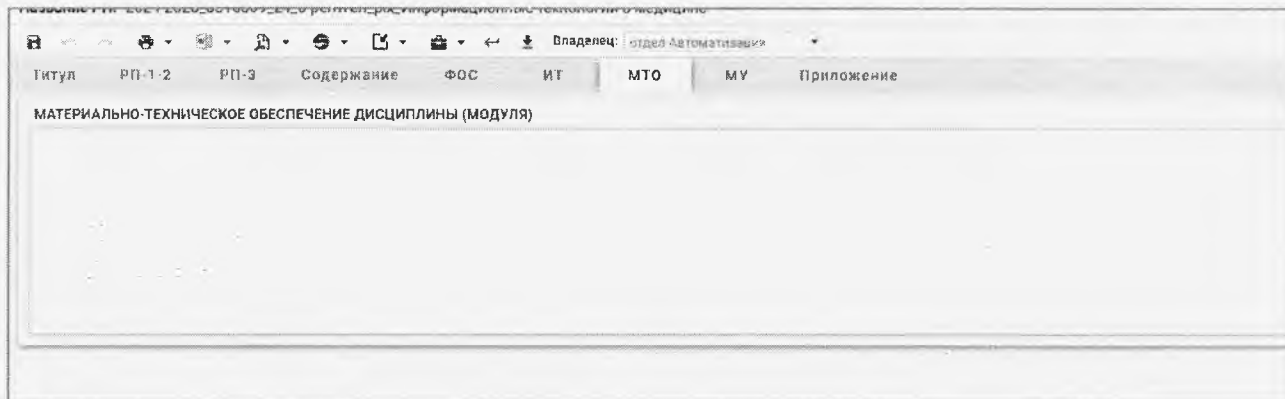 Владелец: отдел Автоматизации
Титул РП-1-2 РП-3 Содержание ФОС ИТ МТО МУ Приложение
МАТЕРИАЛЬНО-ТЕХНИЧЕСКОЕ ОБЕСПЕЧЕНИЕ ДИСЦИПЛИНЫ (МОДУЛЯ)